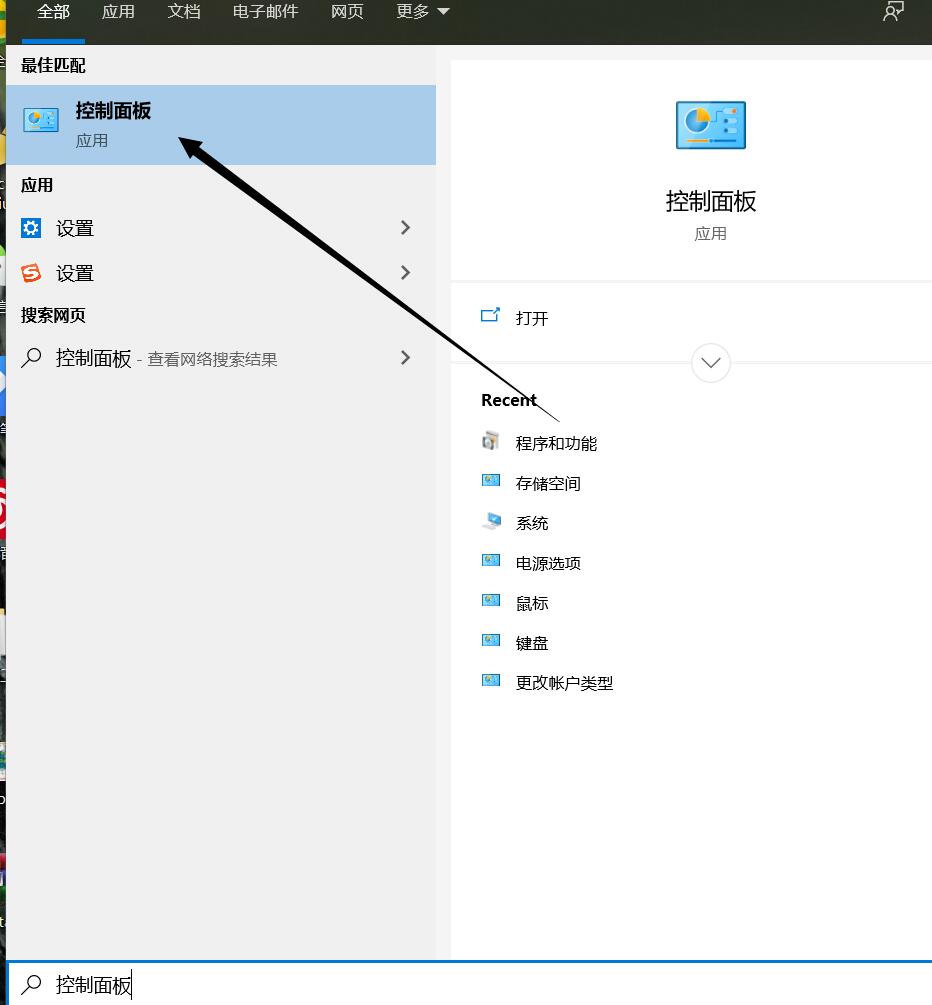 全部 应用 文档 电子邮件 网页 更多
最佳匹配
控制面板
应用
应用
设置
设置
搜索网页
控制面板 - 查看网络搜索结果
控制面板
应用
打开
Recent
程序和功能
存储空间
系统
电源选项
鼠标
键盘
更改帐户类型
控制面板